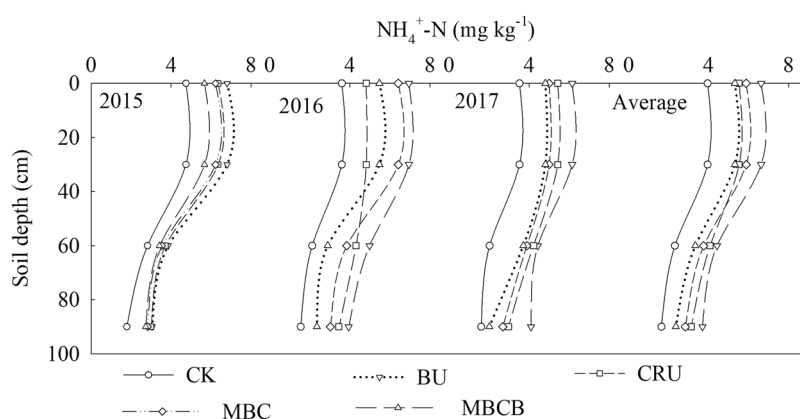 NH₄⁺-N (mg kg⁻¹)
0 4 8 0 4 8 0 4 8 0 4 8
0 2015 2016 2017 Average
20
40
60
80
100
Soil depth (cm)
CK BU CRU
MBC MBCB